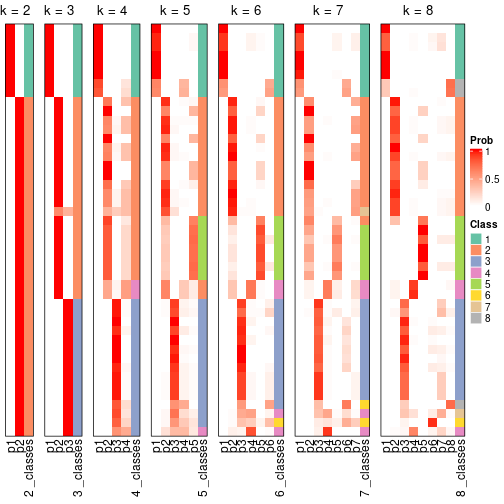 k = 2 k = 3 k = 4 k = 5 k = 6 k = 7 k = 8
Prob
1
0.5
0
Class
1
2
3
4
5
6
7
8
p1 p2 2_classes
p1 p2 p3 3_classes
p1 p2 p3 p4 4_classes
p1 p2 p3 p4 p5 5_classes
p1 p2 p3 p4 p5 p6 6_classes
p1 p2 p3 p4 p5 p6 p7 7_classes
p1 p2 p3 p4 p5 p6 p7 p8 8_classes